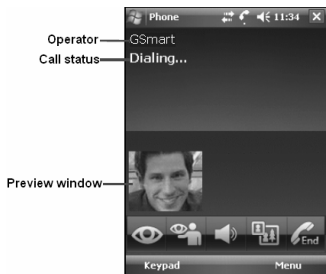 Phone 11:34
Operator GSmart
Call status Dialing...
Preview window
End
Keypad Menu